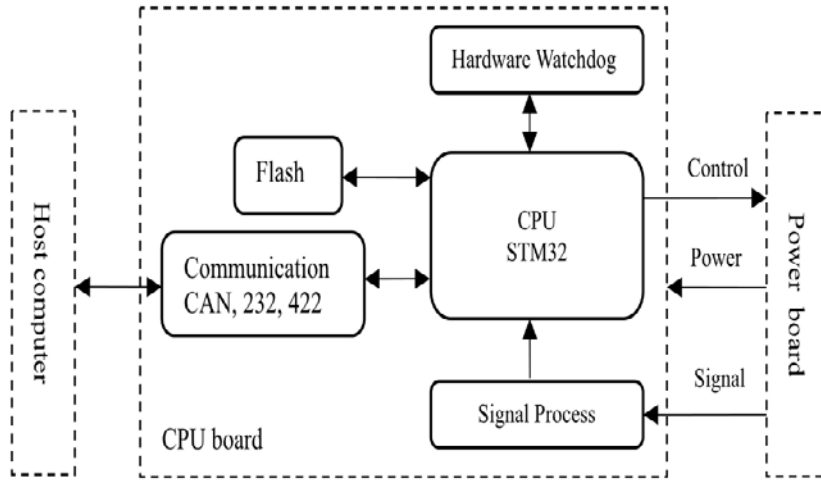 Hardware Watchdog
Flash
CPU
STM32
Control
Host computer
Communication
CAN, 232, 422
Power
Power board
Signal
Signal Process
CPU board